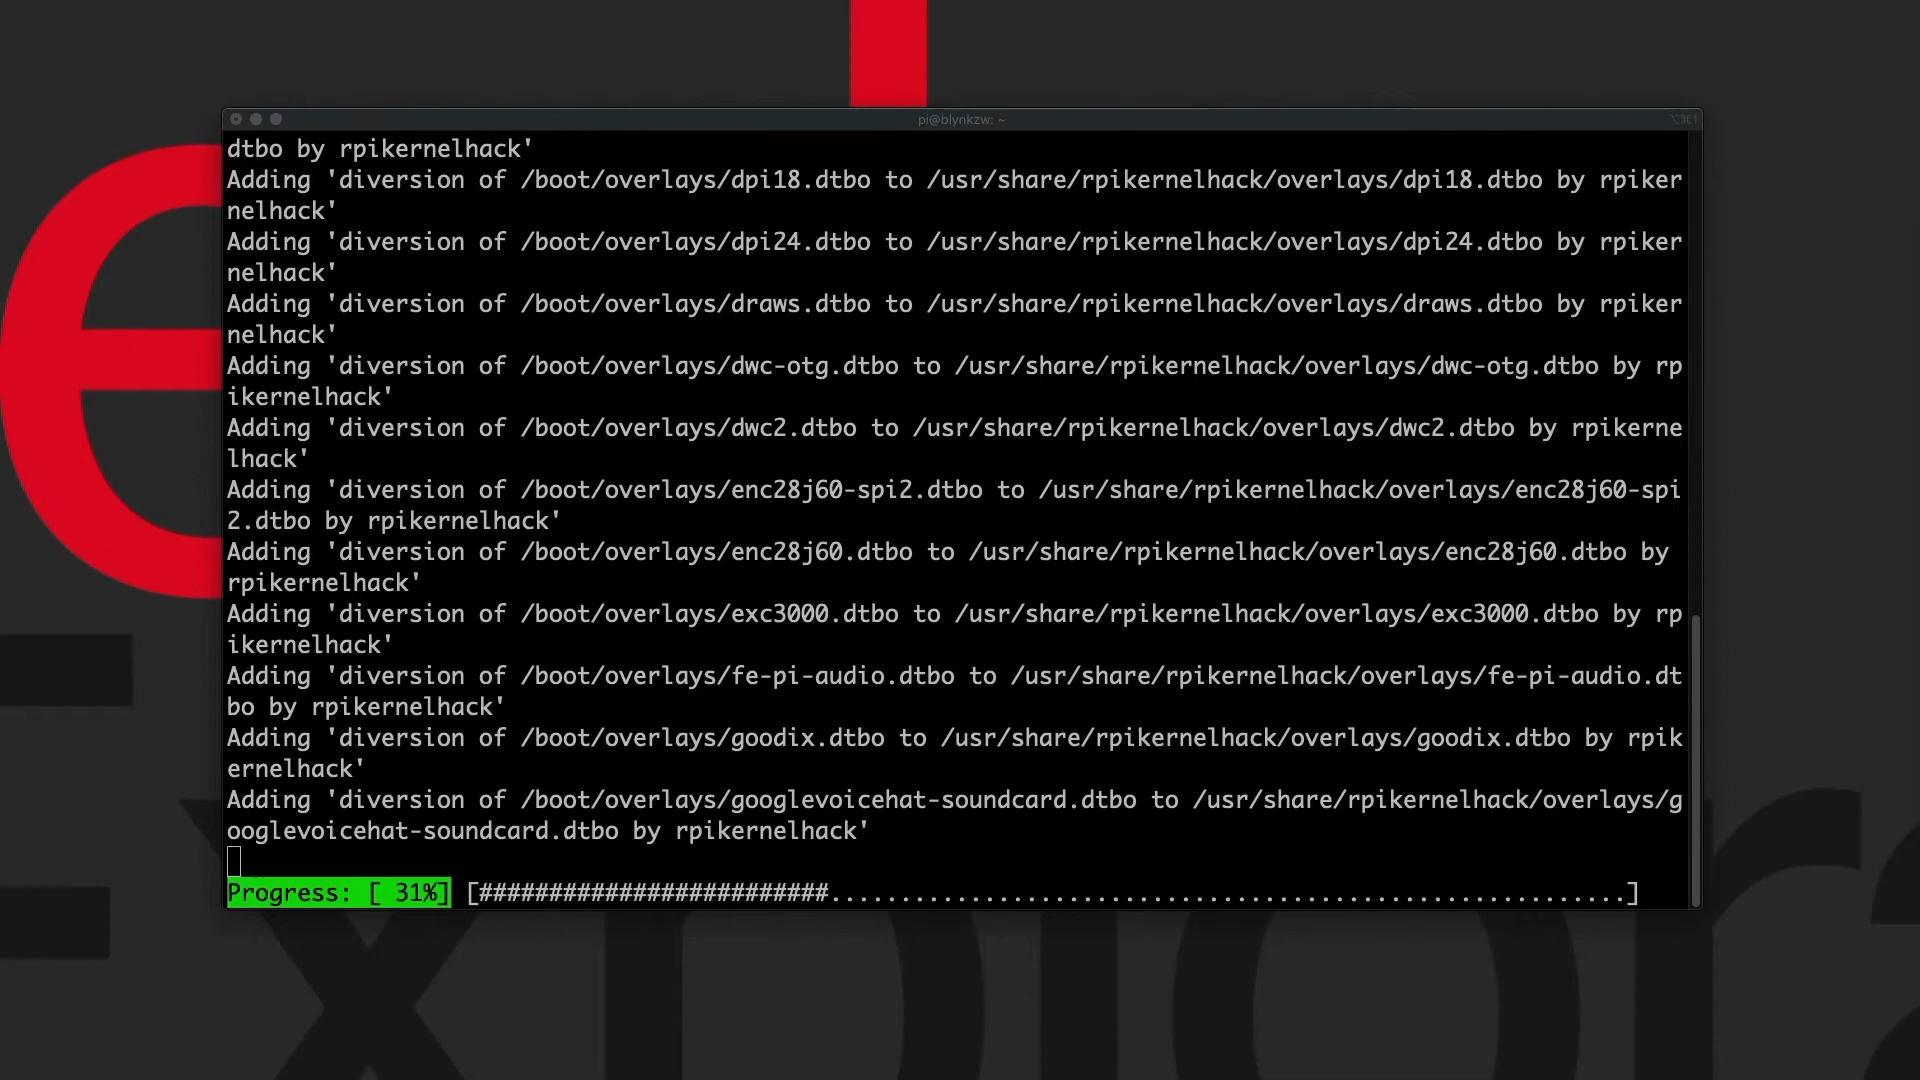 pi@blynkzw: ~
dtbo by rpikernelhack'
Adding 'diversion of /boot/overlays/dpi18.dtbo to /usr/share/rpikernelhack/overlays/dpi18.dtbo by rpiker
nelhack'
Adding 'diversion of /boot/overlays/dpi24.dtbo to /usr/share/rpikernelhack/overlays/dpi24.dtbo by rpiker
nelhack'
Adding 'diversion of /boot/overlays/draws.dtbo to /usr/share/rpikernelhack/overlays/draws.dtbo by rpiker
nelhack'
Adding 'diversion of /boot/overlays/dwc-otg.dtbo to /usr/share/rpikernelhack/overlays/dwc-otg.dtbo by rp
ikernelhack'
Adding 'diversion of /boot/overlays/dwc2.dtbo to /usr/share/rpikernelhack/overlays/dwc2.dtbo by rpikerne
lhack'
Adding 'diversion of /boot/overlays/enc28j60-spi2.dtbo to /usr/share/rpikernelhack/overlays/enc28j60-spi
2.dtbo by rpikernelhack'
Adding 'diversion of /boot/overlays/enc28j60.dtbo to /usr/share/rpikernelhack/overlays/enc28j60.dtbo by
rpikernelhack'
Adding 'diversion of /boot/overlays/exc3000.dtbo to /usr/share/rpikernelhack/overlays/exc3000.dtbo by rp
ikernelhack'
Adding 'diversion of /boot/overlays/fe-pi-audio.dtbo to /usr/share/rpikernelhack/overlays/fe-pi-audio.dt
bo by rpikernelhack'
Adding 'diversion of /boot/overlays/goodix.dtbo to /usr/share/rpikernelhack/overlays/goodix.dtbo by rpik
ernelhack'
Adding 'diversion of /boot/overlays/googlevoicehat-soundcard.dtbo to /usr/share/rpikernelhack/overlays/g
ooglevoicehat-soundcard.dtbo by rpikernelhack'
Progress: [ 31%] [#########################.........................................................]